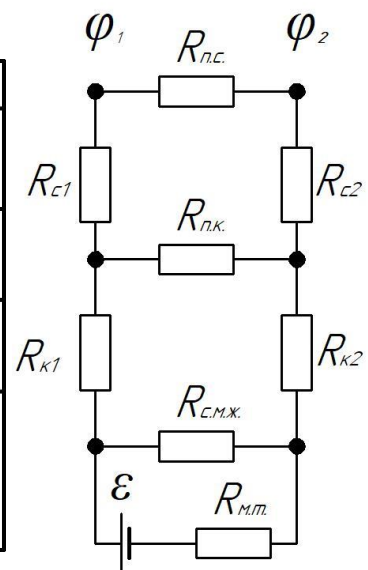 φ₁ φ₂
Rп.с.
Rс1 Rс2
Rп.к.
Rк1 Rк2
Rс.м.ж.
ε
Rм.т.